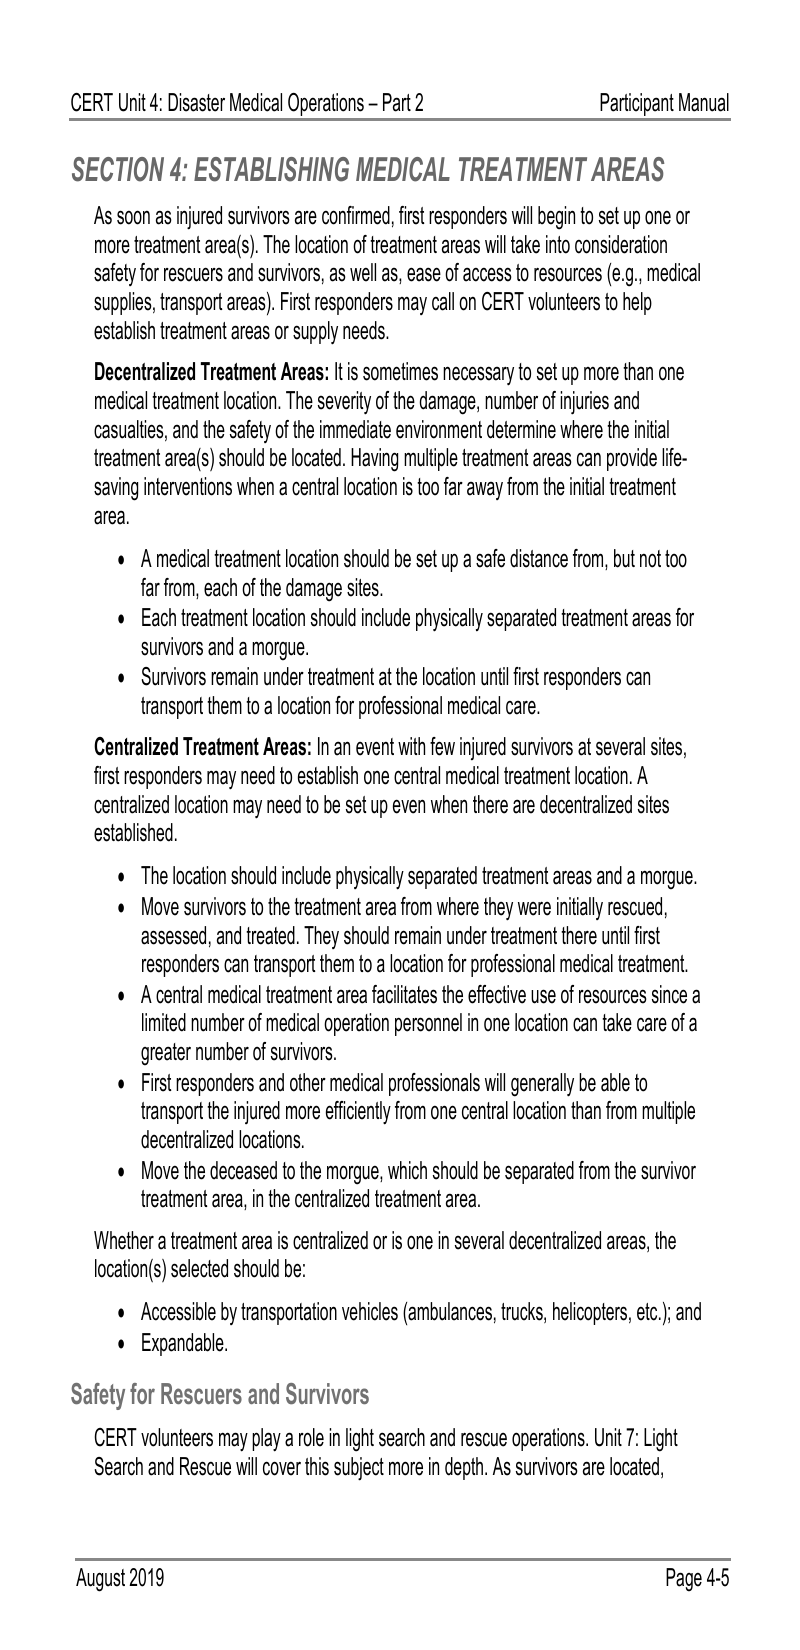 CERT Unit 4: Disaster Medical Operations – Part 2 Participant Manual
SECTION 4: ESTABLISHING MEDICAL TREATMENT AREAS
As soon as injured survivors are confirmed, first responders will begin to set up one or
more treatment area(s). The location of treatment areas will take into consideration
safety for rescuers and survivors, as well as, ease of access to resources (e.g., medical
supplies, transport areas). First responders may call on CERT volunteers to help
establish treatment areas or supply needs.
Decentralized Treatment Areas: It is sometimes necessary to set up more than one
medical treatment location. The severity of the damage, number of injuries and
casualties, and the safety of the immediate environment determine where the initial
treatment area(s) should be located. Having multiple treatment areas can provide life-
saving interventions when a central location is too far away from the initial treatment
area.
• A medical treatment location should be set up a safe distance from, but not too
far from, each of the damage sites.
• Each treatment location should include physically separated treatment areas for
survivors and a morgue.
• Survivors remain under treatment at the location until first responders can
transport them to a location for professional medical care.
Centralized Treatment Areas: In an event with few injured survivors at several sites,
first responders may need to establish one central medical treatment location. A
centralized location may need to be set up even when there are decentralized sites
established.
• The location should include physically separated treatment areas and a morgue.
• Move survivors to the treatment area from where they were initially rescued,
assessed, and treated. They should remain under treatment there until first
responders can transport them to a location for professional medical treatment.
• A central medical treatment area facilitates the effective use of resources since a
limited number of medical operation personnel in one location can take care of a
greater number of survivors.
• First responders and other medical professionals will generally be able to
transport the injured more efficiently from one central location than from multiple
decentralized locations.
• Move the deceased to the morgue, which should be separated from the survivor
treatment area, in the centralized treatment area.
Whether a treatment area is centralized or is one in several decentralized areas, the
location(s) selected should be:
• Accessible by transportation vehicles (ambulances, trucks, helicopters, etc.); and
• Expandable.
Safety for Rescuers and Survivors
CERT volunteers may play a role in light search and rescue operations. Unit 7: Light
Search and Rescue will cover this subject more in depth. As survivors are located,
August 2019 Page 4-5